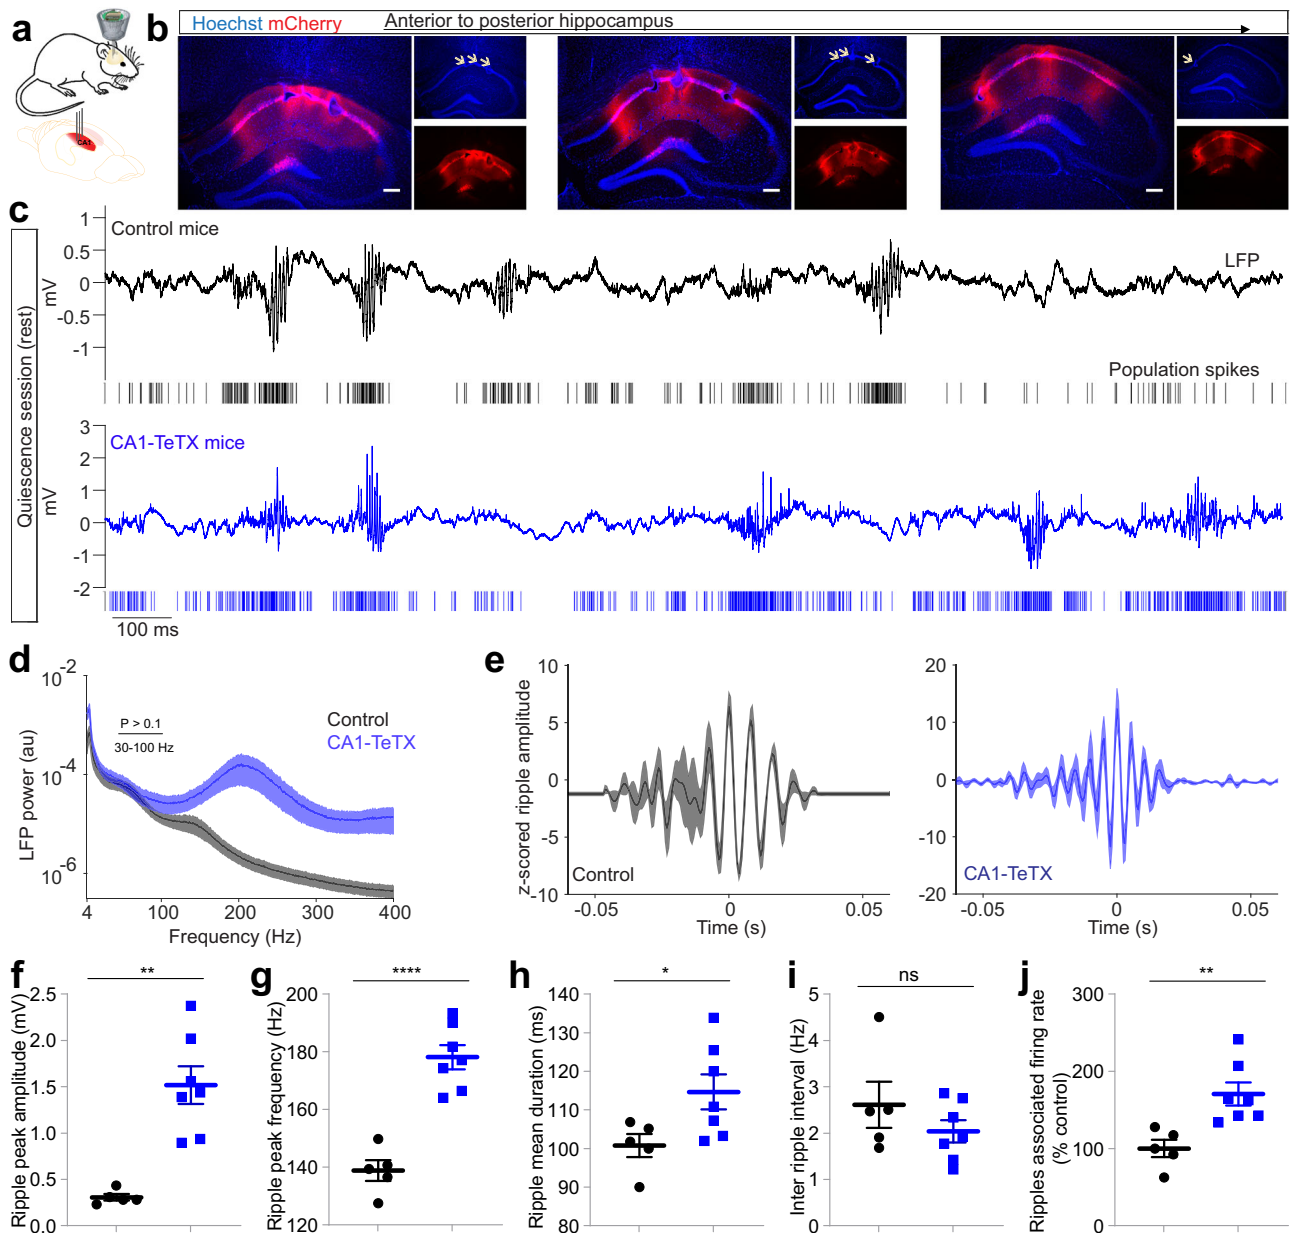 a
CA1
b
Hoechst mCherry
Anterior to posterior hippocampus
c
Quiescence session (rest)
Control mice
LFP
mV
1
0.5
0
-0.5
-1
Population spikes
CA1-TeTX mice
mV
3
2
1
0
-1
-2
100 ms
d
LFP power (au)
10-2
10-4
10-6
P > 0.1
30-100 Hz
Control
CA1-TeTX
4 100 200 300 400
Frequency (Hz)
e
z-scored ripple amplitude
10
5
0
-5
-10
Control
-0.05 0 0.05
Time (s)
20
10
0
-10
-20
CA1-TeTX
-0.05 0 0.05
Time (s)
f
Ripple peak amplitude (mV)
**
2.5
2.0
1.5
1.0
0.5
0.0
g
Ripple peak frequency (Hz)
****
200
180
160
140
120
h
Ripple mean duration (ms)
*
140
130
120
110
100
90
80
i
Inter ripple interval (Hz)
ns
5
4
3
2
1
0
j
Ripples associated firing rate
(% control)
**
300
200
100
0